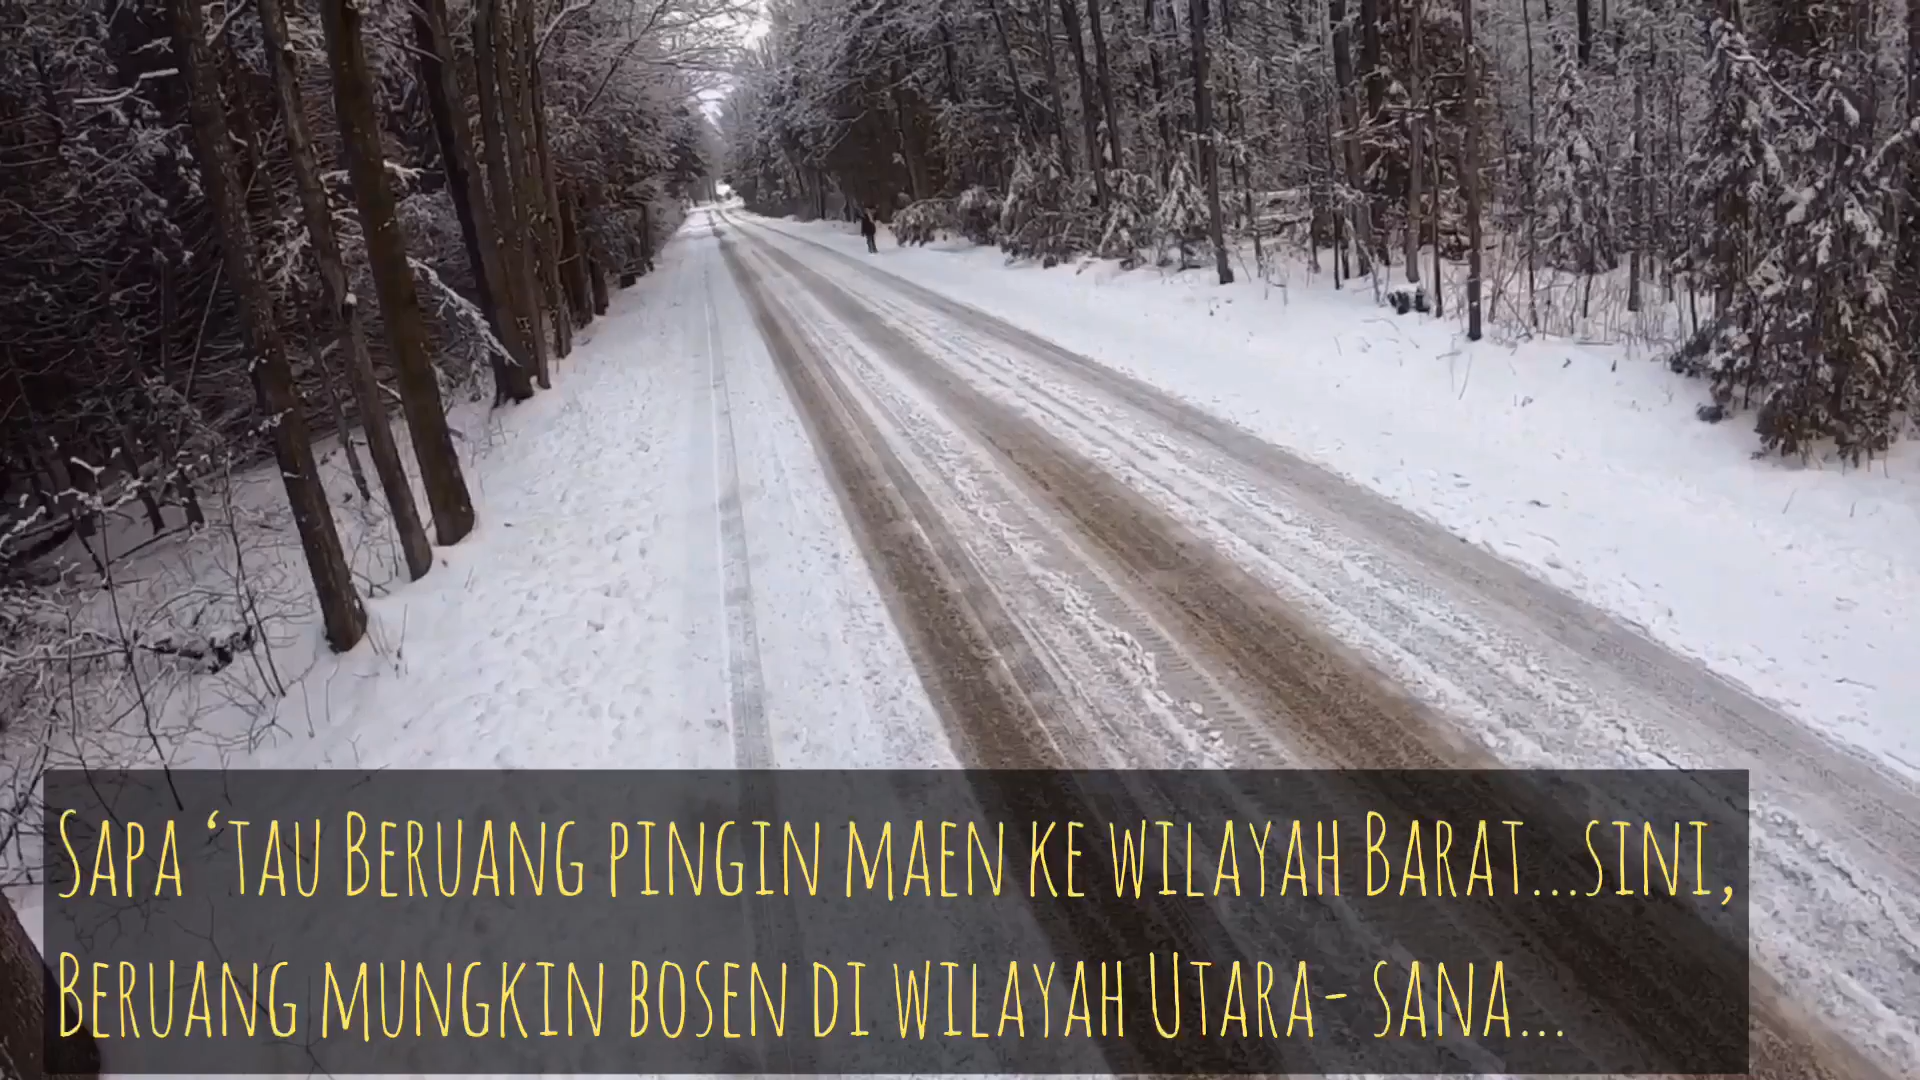 Sapa ‘tau Beruang pingin maen ke wilayah Barat...sini,
Beruang mungkin bosen di wilayah Utara- sana...